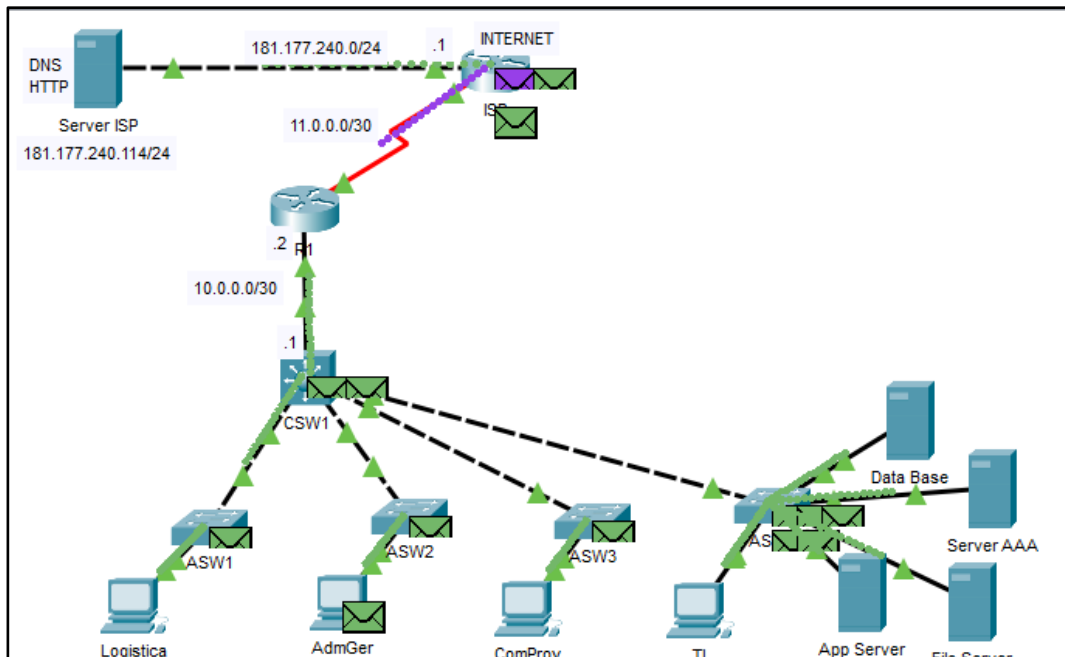 181.177.240.0/24
.1
INTERNET
DNS
HTTP
Server ISP
181.177.240.114/24
11.0.0.0/30
.2
R1
10.0.0.0/30
.1
CSW1
Data Base
Server AAA
ASW1
ASW2
ASW3
Logistica
AdmGer
ComProv
TI
App Server
File Server